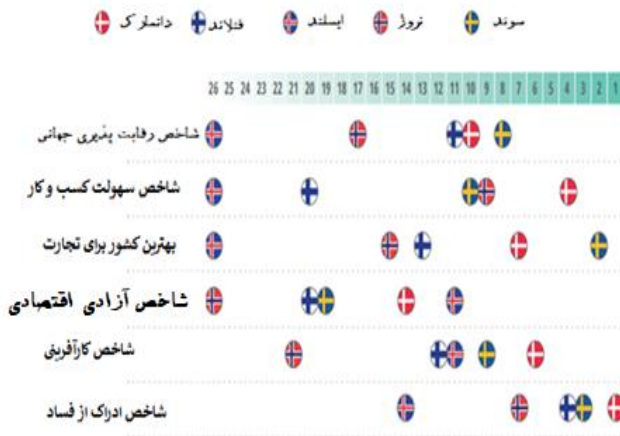 سوند نروژ ایسلند فنلاند دانمارک
26 25 24 23 22 21 20 19 18 17 16 15 14 13 12 11 10 9 8 7 6 5 4 3 2 1
شاخص رقابت پذیری جهانی
شاخص سهولت کسب و کار
بهترین کشور برای تجارت
شاخص آزادی اقتصادی
شاخص کارآفرینی
شاخص ادراک از فساد